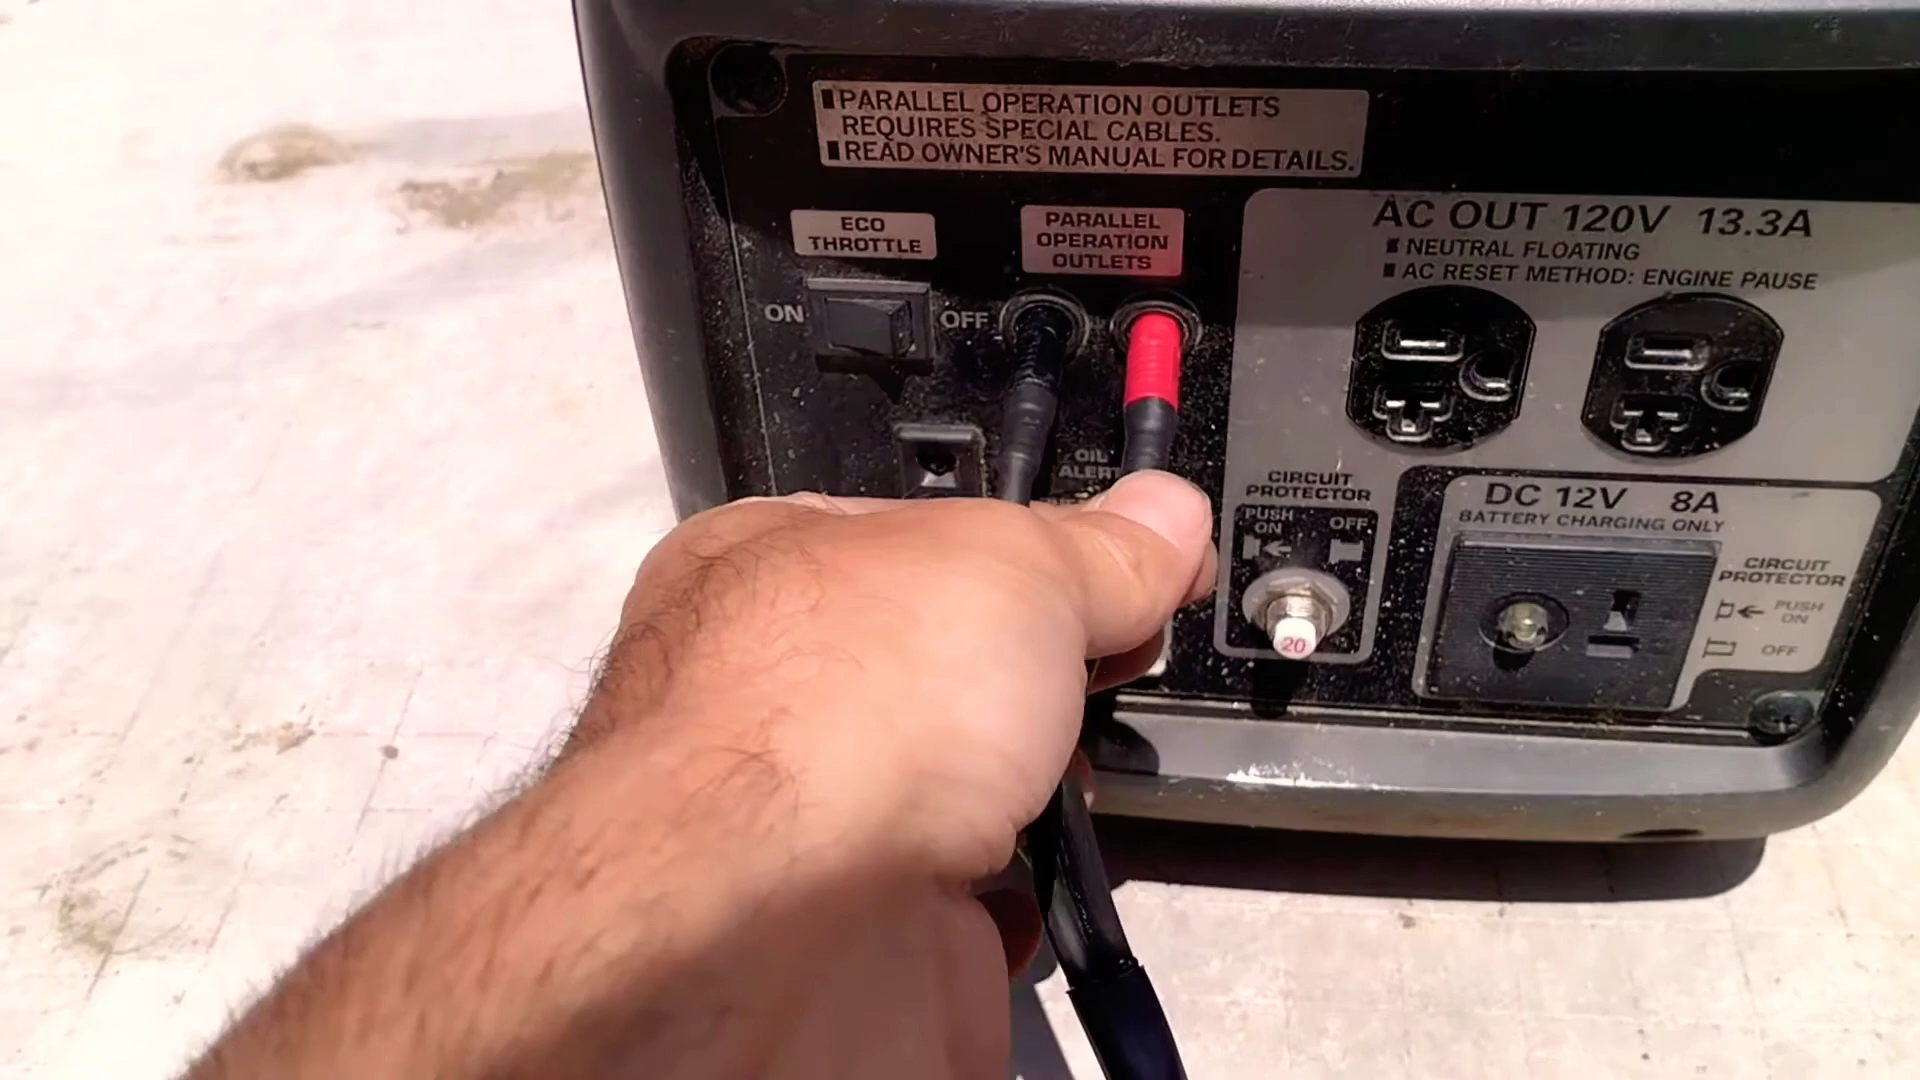 PARALLEL OPERATION OUTLETS
REQUIRES SPECIAL CABLES.
READ OWNER'S MANUAL FOR DETAILS.
ECO
THROTTLE
ON
OFF
PARALLEL
OPERATION
OUTLETS
OIL
ALERT
AC OUT 120V 13.3A
NEUTRAL FLOATING
AC RESET METHOD: ENGINE PAUSE
CIRCUIT
PROTECTOR
PUSH
ON
OFF
20
DC 12V 8A
BATTERY CHARGING ONLY
CIRCUIT
PROTECTOR
PUSH
ON
OFF